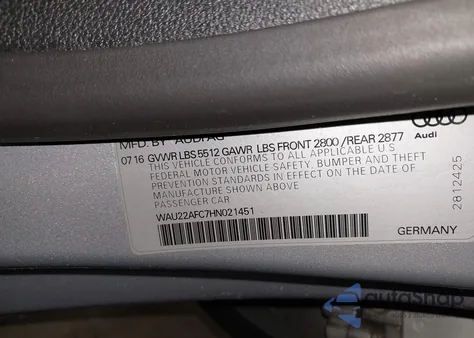 MFD. BY AUDI AG
07 16 GVWR LBS 5512 GAWR LBS FRONT 2800 /REAR 2877
THIS VEHICLE CONFORMS TO ALL APPLICABLE U.S
FEDERAL MOTOR VEHICLE SAFETY, BUMPER AND THEFT
PREVENTION STANDARDS IN EFFECT ON THE DATE OF
MANUFACTURE SHOWN ABOVE
PASSENGER CAR
WAU22AFC7HN021451
Audi
2812425
GERMANY
autoSnap